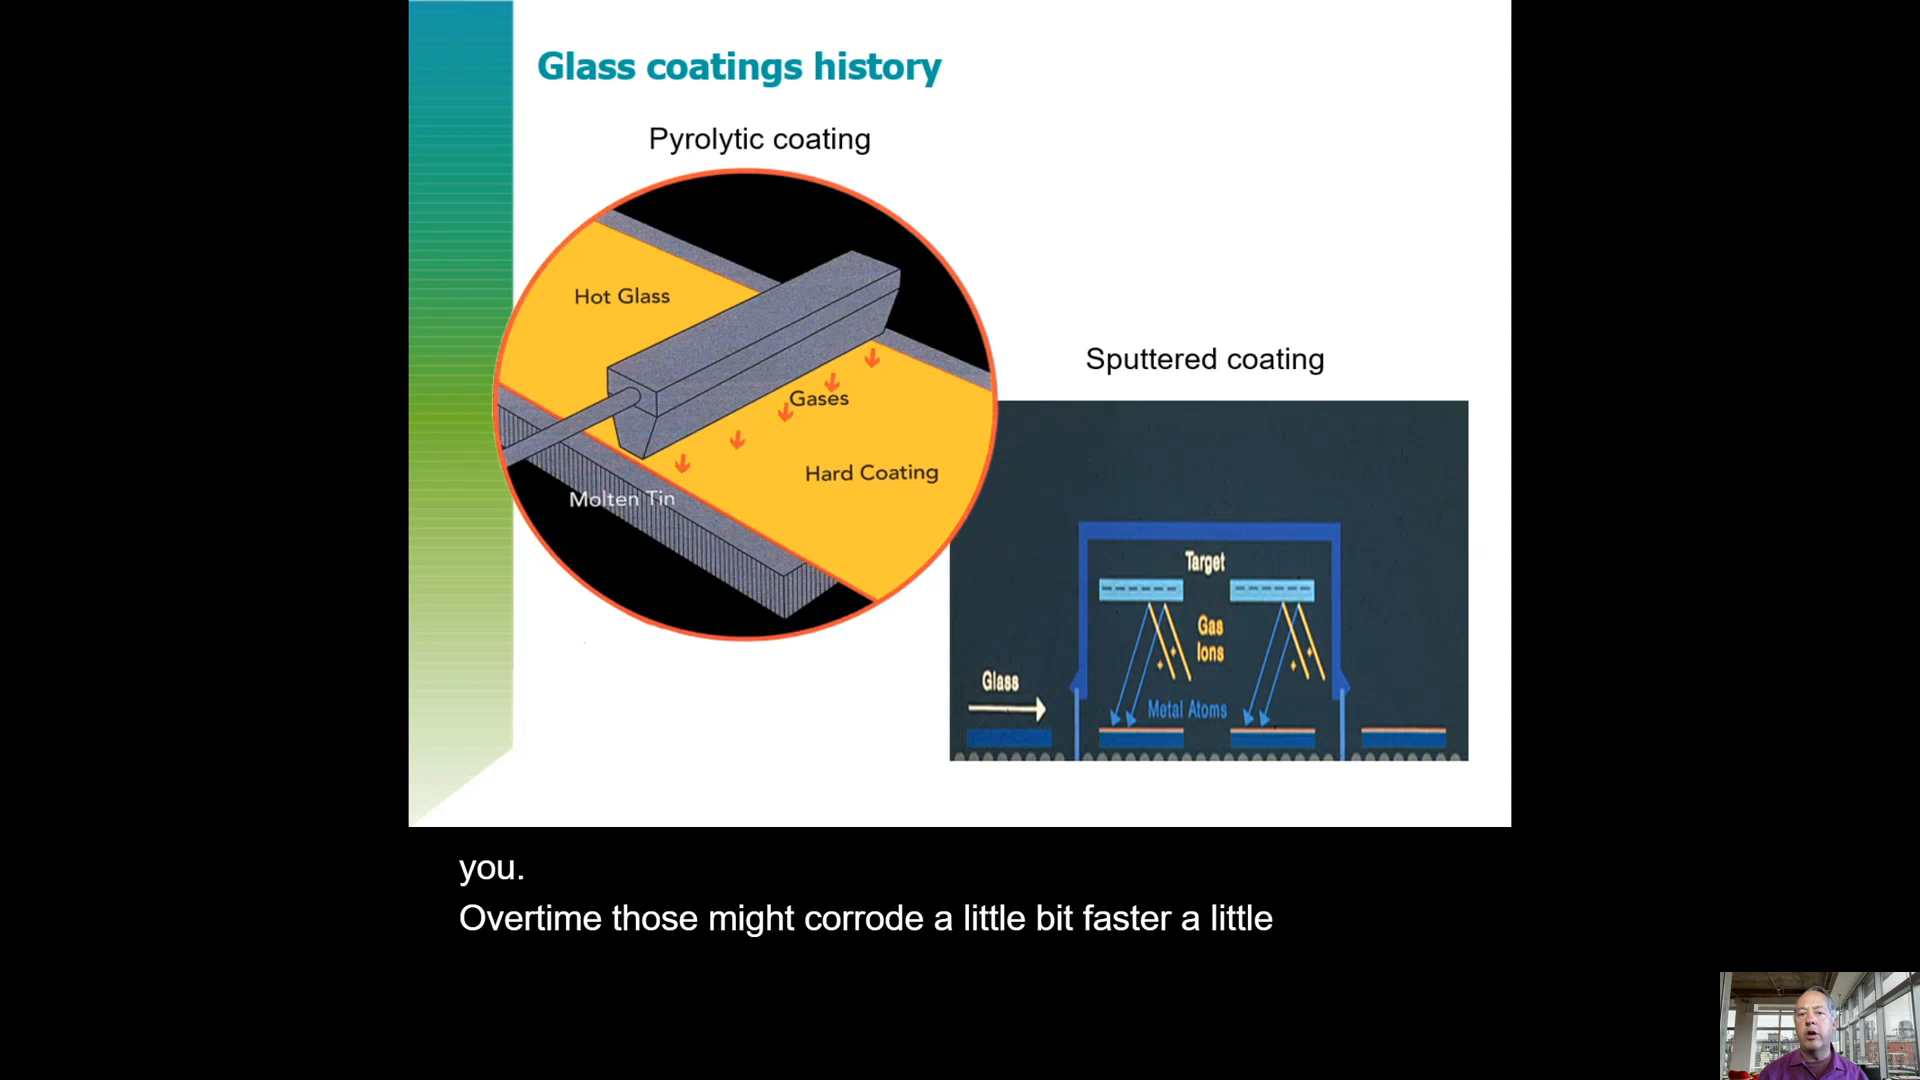 Glass coatings history
Pyrolytic coating
Hot Glass
Gases
Hard Coating
Molten Tin
Sputtered coating
Target
Gas
Ions
Glass
Metal Atoms
you.
Overtime those might corrode a little bit faster a little